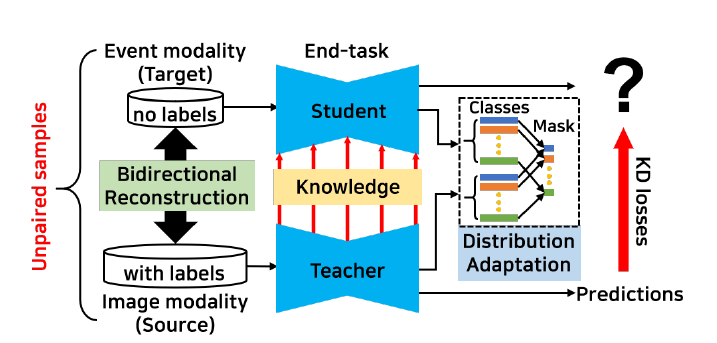 Event modality
(Target)
no labels
Unpaired samples
Bidirectional
Reconstruction
with labels
Image modality
(Source)
End-task
Student
Knowledge
Teacher
Classes
Mask
Distribution
Adaptation
?
KD losses
Predictions